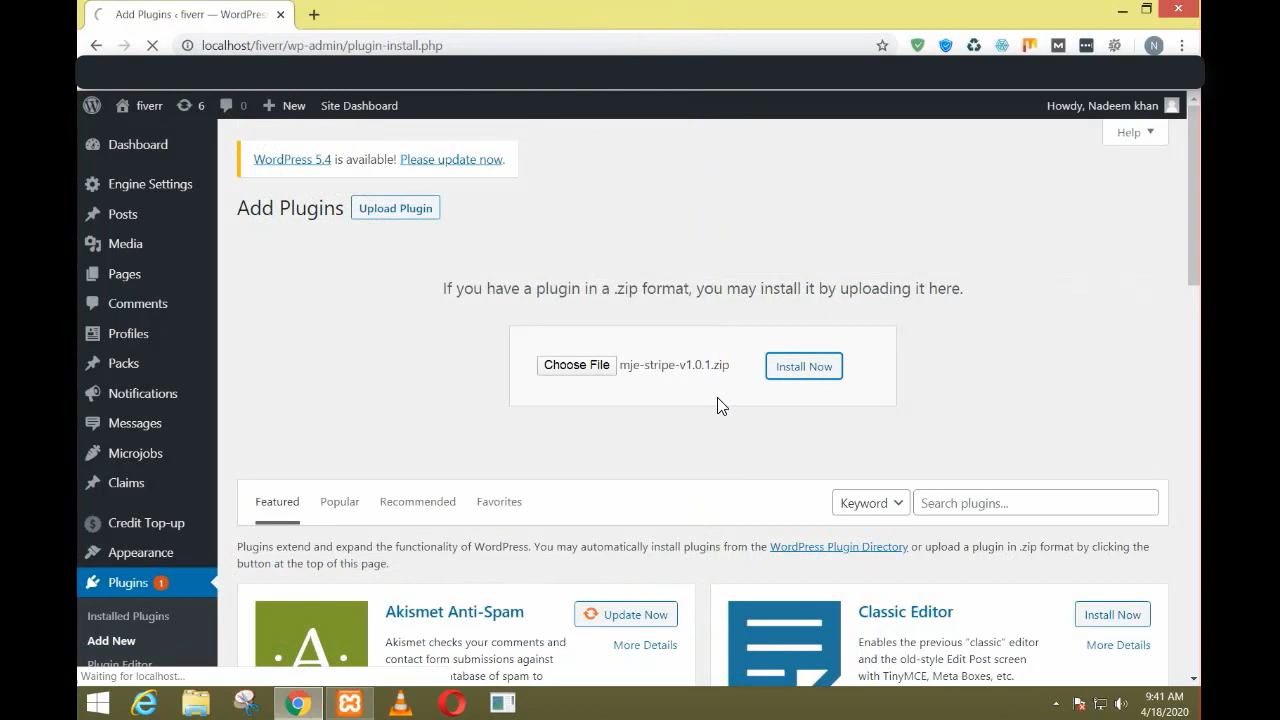 Add Plugins ‹ fiverr — WordPres
localhost/fiverr/wp-admin/plugin-install.php
N
fiverr 6 0 New Site Dashboard Howdy, Nadeem khan
Help
Dashboard
Engine Settings
Posts
Media
Pages
Comments
Profiles
Packs
Notifications
Messages
Microjobs
Claims
Credit Top-up
Appearance
Plugins 1
Installed Plugins
Add New
Plugin Editor
WordPress 5.4 is available! Please update now.
Add Plugins Upload Plugin
If you have a plugin in a .zip format, you may install it by uploading it here.
Choose File mje-stripe-v1.0.1.zip Install Now
Featured Popular Recommended Favorites Keyword Search plugins...
Plugins extend and expand the functionality of WordPress. You may automatically install plugins from the WordPress Plugin Directory or upload a plugin in .zip format by clicking the
button at the top of this page.
A
Akismet Anti-Spam Update Now
More Details
Akismet checks your comments and
contact form submissions against
tabase of spam to
Classic Editor Install Now
More Details
Enables the previous "classic" editor
and the old-style Edit Post screen
with TinyMCE, Meta Boxes, etc.
Waiting for localhost...
9:41 AM
4/18/2020